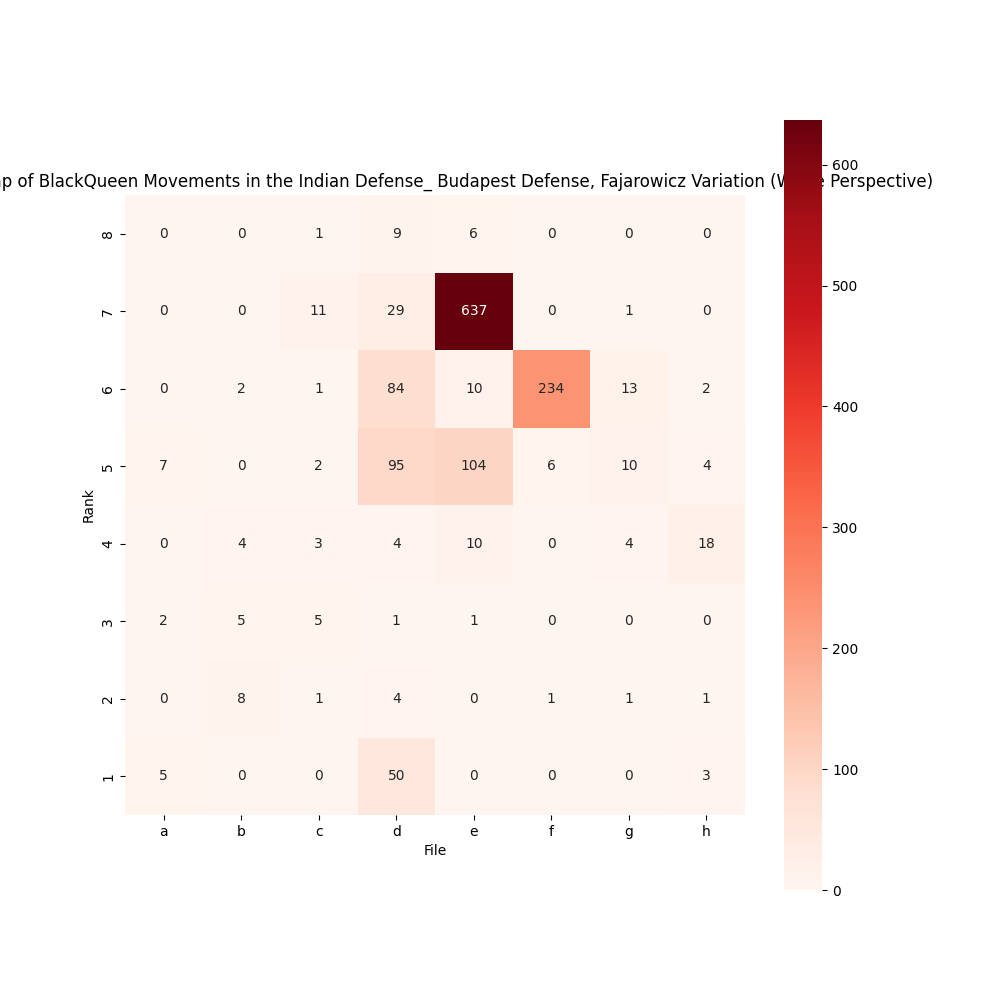 of BlackQueen Movements in the Indian Defense_ Budapest Defense, Fajarowicz Variation Perspective)
8 0 0 1 9 6 0 0 0
7 0 0 11 29 637 0 1 0
6 0 2 1 84 10 234 13 2
5 7 0 2 95 104 6 10 4
4 0 4 3 4 10 0 4 18
3 2 5 5 1 1 0 0 0
2 0 8 1 4 0 1 1 1
1 5 0 0 50 0 0 0 3
a b c d e f g h
File
Rank
600
500
400
300
200
100
0